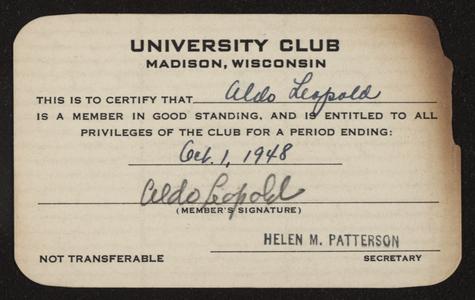 UNIVERSITY CLUB
MADISON, WISCONSIN
THIS IS TO CERTIFY THAT Aldo Leopold
IS A MEMBER IN GOOD STANDING, AND IS ENTITLED TO ALL
PRIVILEGES OF THE CLUB FOR A PERIOD ENDING:
Oct. 1, 1948
Aldo Leopold
(MEMBER'S SIGNATURE)
HELEN M. PATTERSON
NOT TRANSFERABLE SECRETARY